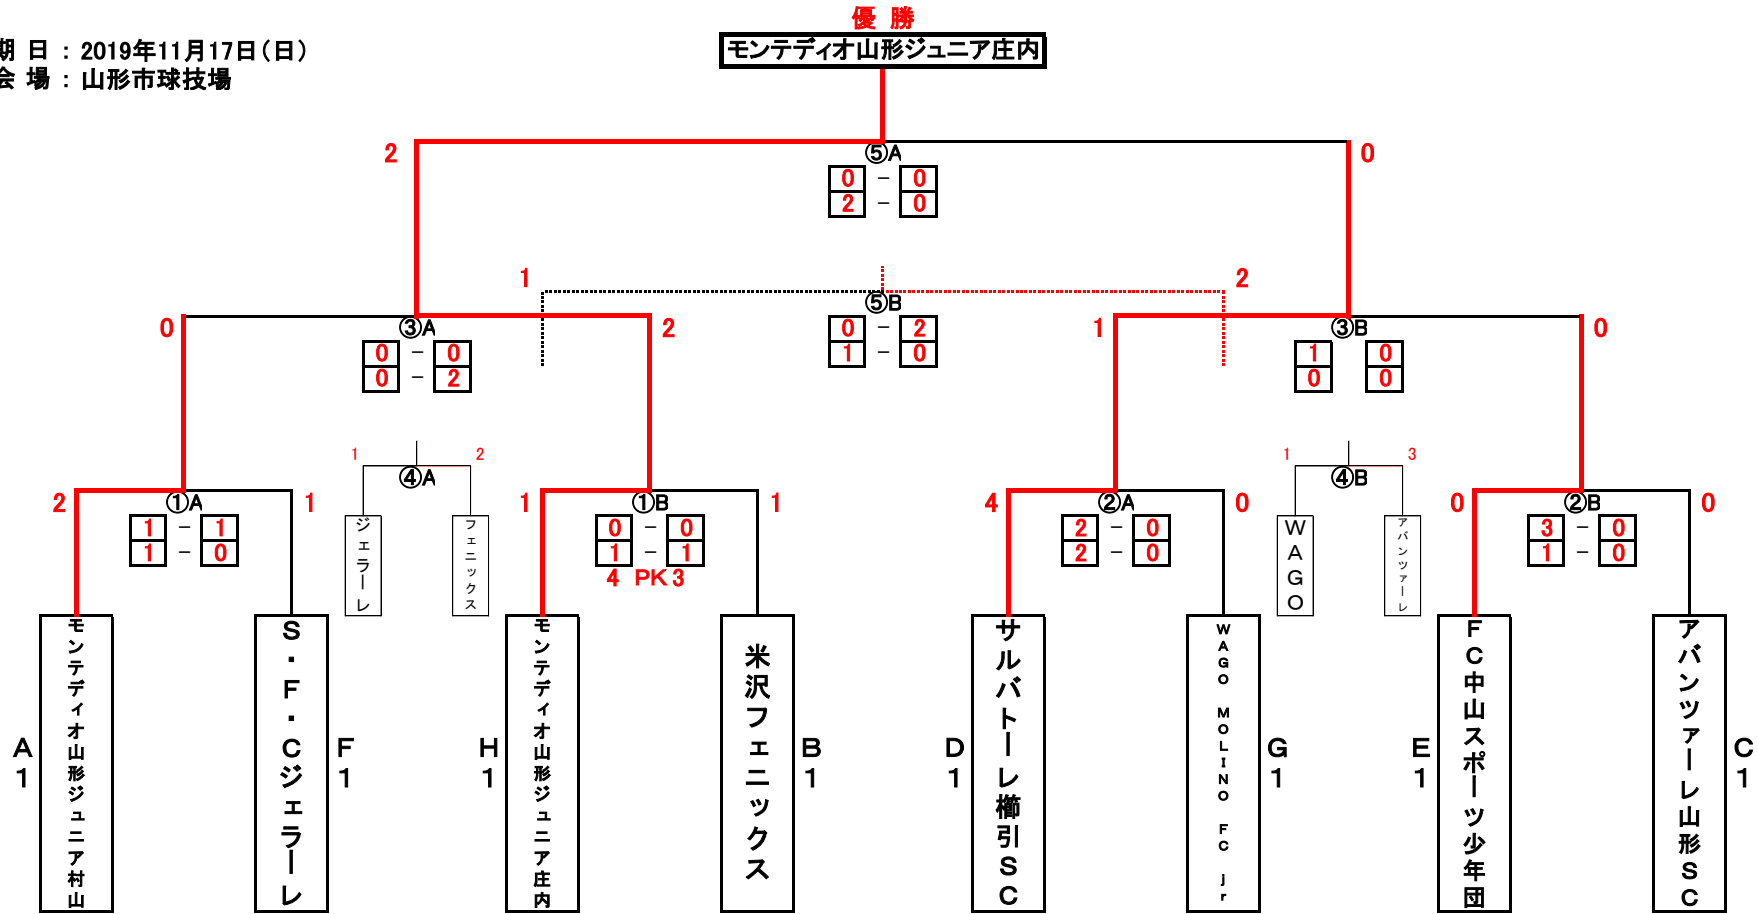 優 勝
期 日 : 2019年11月17日(日)
モンテディオ山形ジュニア庄内
会 場 : 山形市球技場
2 ⑤A 0
0 - 0
2 - 0
1 ⑤B 2
0 - 2
1 - 0
0 ③A 2
0 - 0
0 - 2
1 ③B 0
1 0
0 0
1 ④A 2
ジェラーレ
フェニックス
1 ④B 3
WAGO
アバンツァーレ
2 ①A 1
1 - 1
1 - 0
1 ①B 1
0 - 0
1 - 1
4 PK 3
4 ②A 0
2 - 0
2 - 0
0 ②B 0
3 - 0
1 - 0
A1
モンテディオ山形ジュニア村山
S・F・Cジェラーレ
F1
H1
モンテディオ山形ジュニア庄内
米沢フェニックス
B1
D1
サルバトーレ櫛引SC
WAGO MOLINO FC jr
G1
E1
FC中山スポーツ少年団
アバンツァーレ山形SC
C1